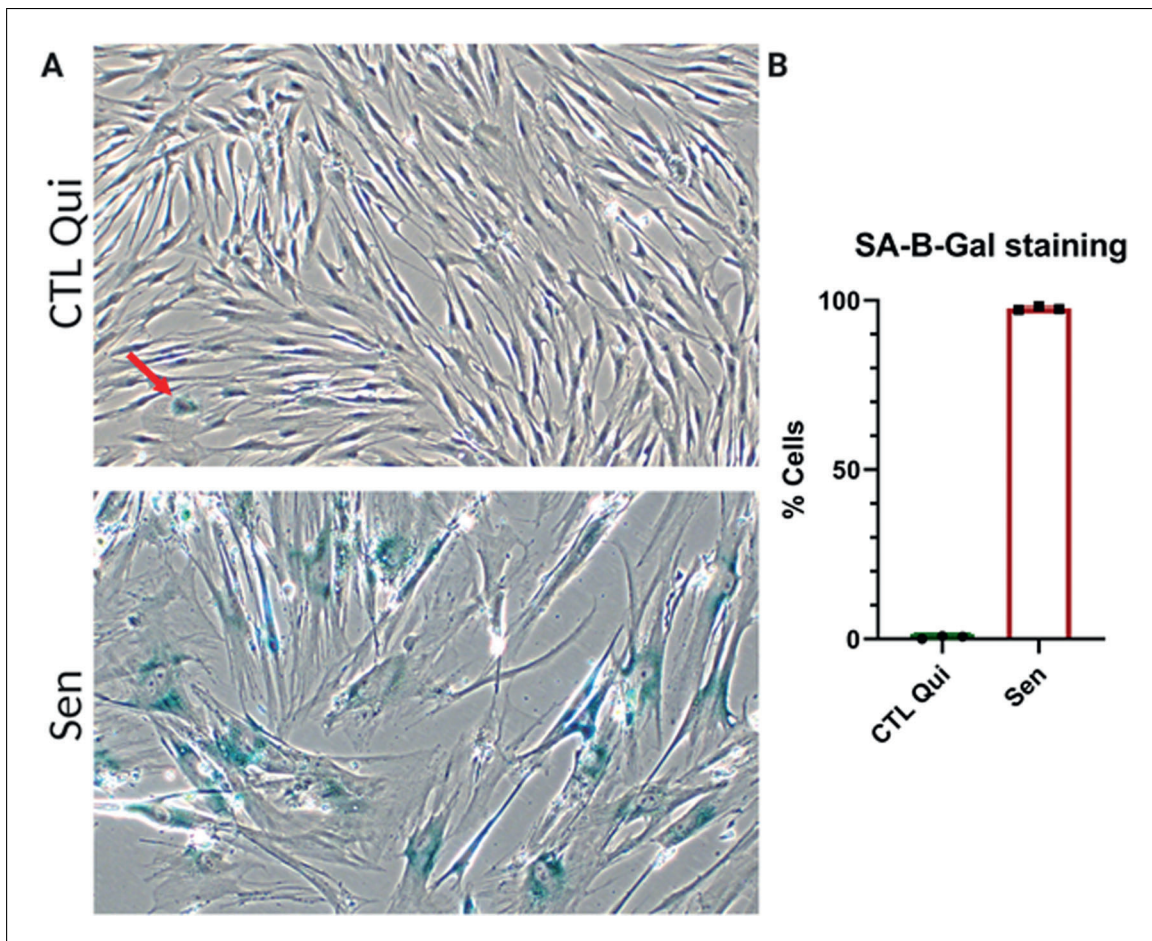 A
B
CTL Qui
Sen
SA-B-Gal staining
% Cells
100
50
0
CTL Qui
Sen